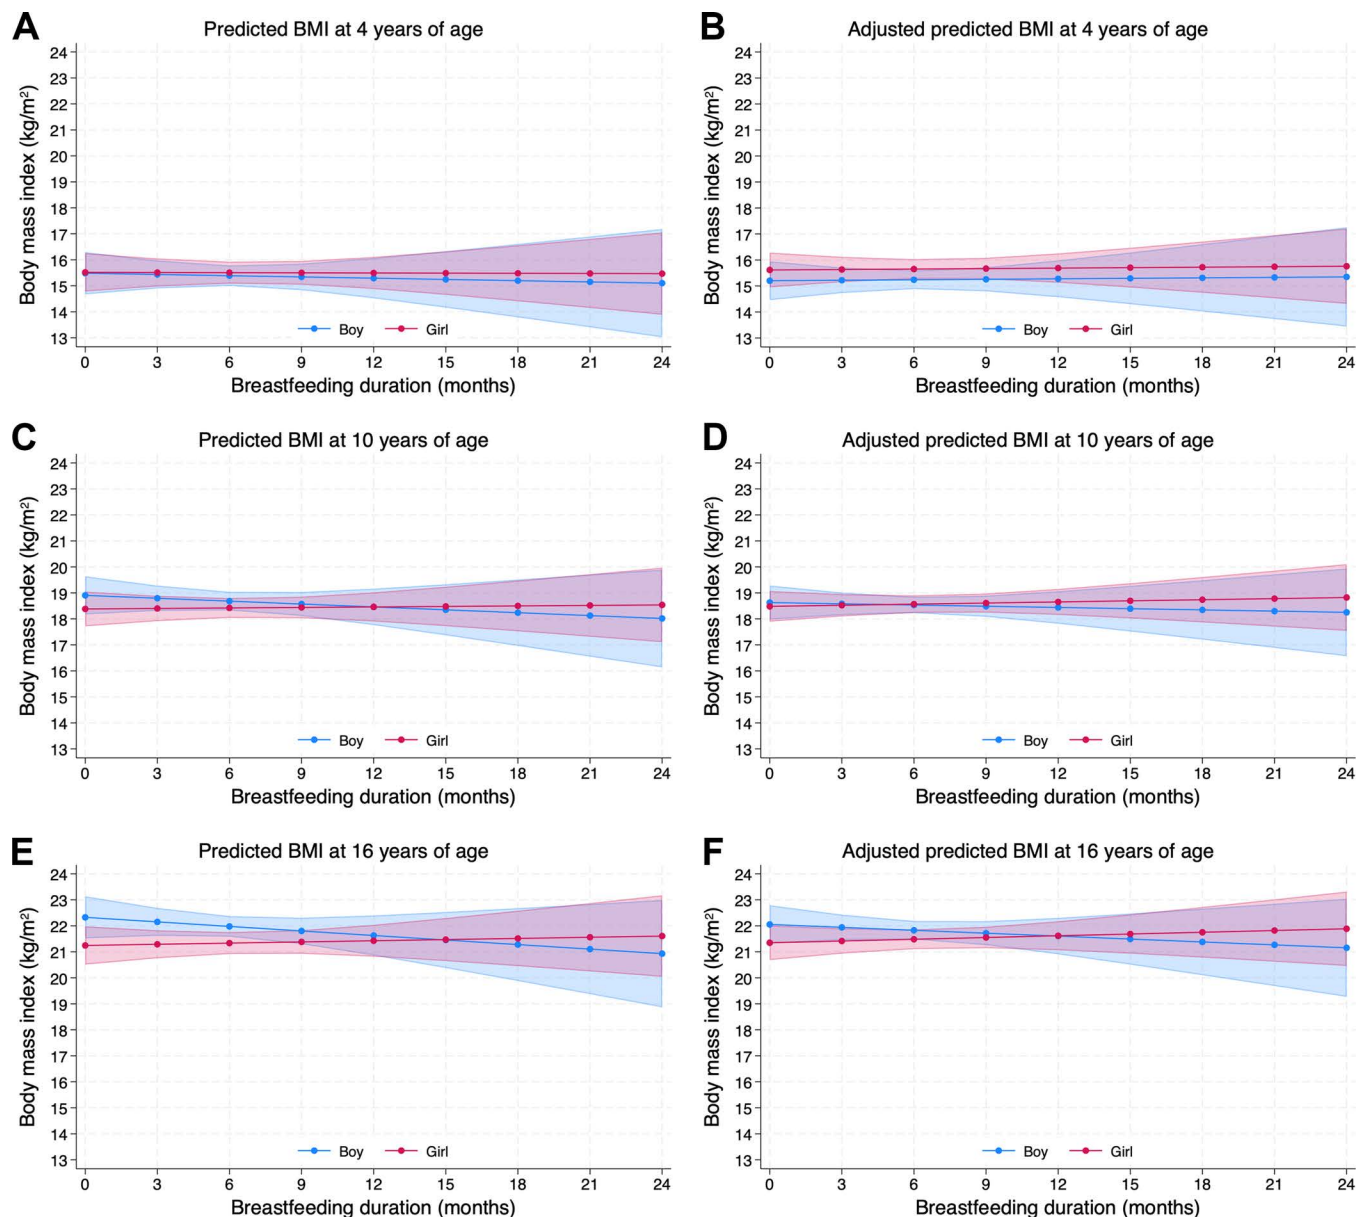 A
Predicted BMI at 4 years of age
Body mass index (kg/m²)
24
23
22
21
20
19
18
17
16
15
14
13
Boy Girl
0 3 6 9 12 15 18 21 24
Breastfeeding duration (months)
B
Adjusted predicted BMI at 4 years of age
Body mass index (kg/m²)
24
23
22
21
20
19
18
17
16
15
14
13
Boy Girl
0 3 6 9 12 15 18 21 24
Breastfeeding duration (months)
C
Predicted BMI at 10 years of age
Body mass index (kg/m²)
24
23
22
21
20
19
18
17
16
15
14
13
Boy Girl
0 3 6 9 12 15 18 21 24
Breastfeeding duration (months)
D
Adjusted predicted BMI at 10 years of age
Body mass index (kg/m²)
24
23
22
21
20
19
18
17
16
15
14
13
Boy Girl
0 3 6 9 12 15 18 21 24
Breastfeeding duration (months)
E
Predicted BMI at 16 years of age
Body mass index (kg/m²)
24
23
22
21
20
19
18
17
16
15
14
13
Boy Girl
0 3 6 9 12 15 18 21 24
Breastfeeding duration (months)
F
Adjusted predicted BMI at 16 years of age
Body mass index (kg/m²)
24
23
22
21
20
19
18
17
16
15
14
13
Boy Girl
0 3 6 9 12 15 18 21 24
Breastfeeding duration (months)